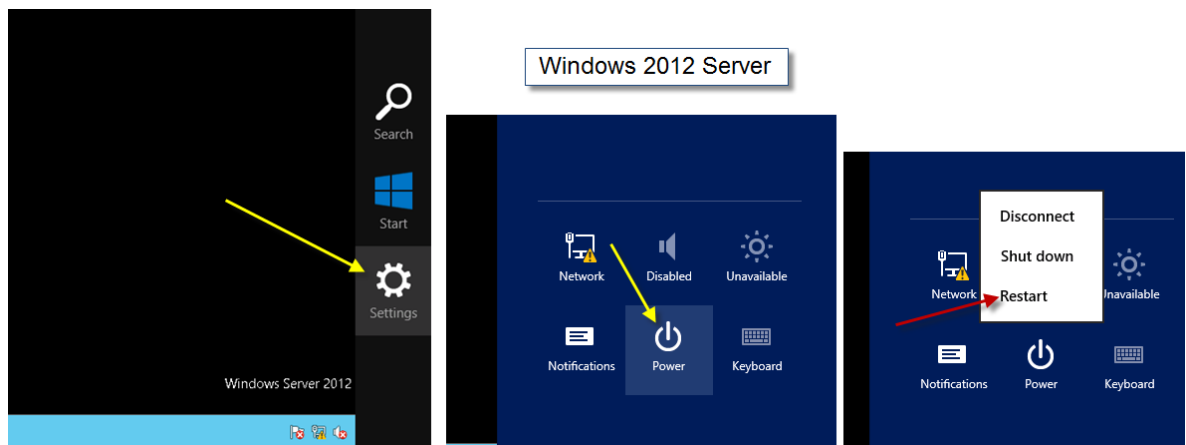 Windows 2012 Server
Search
Start
Settings
Windows Server 2012
Network
Disabled
Unavailable
Notifications
Power
Keyboard
Disconnect
Shut down
Restart
Network
Unavailable
Notifications
Power
Keyboard